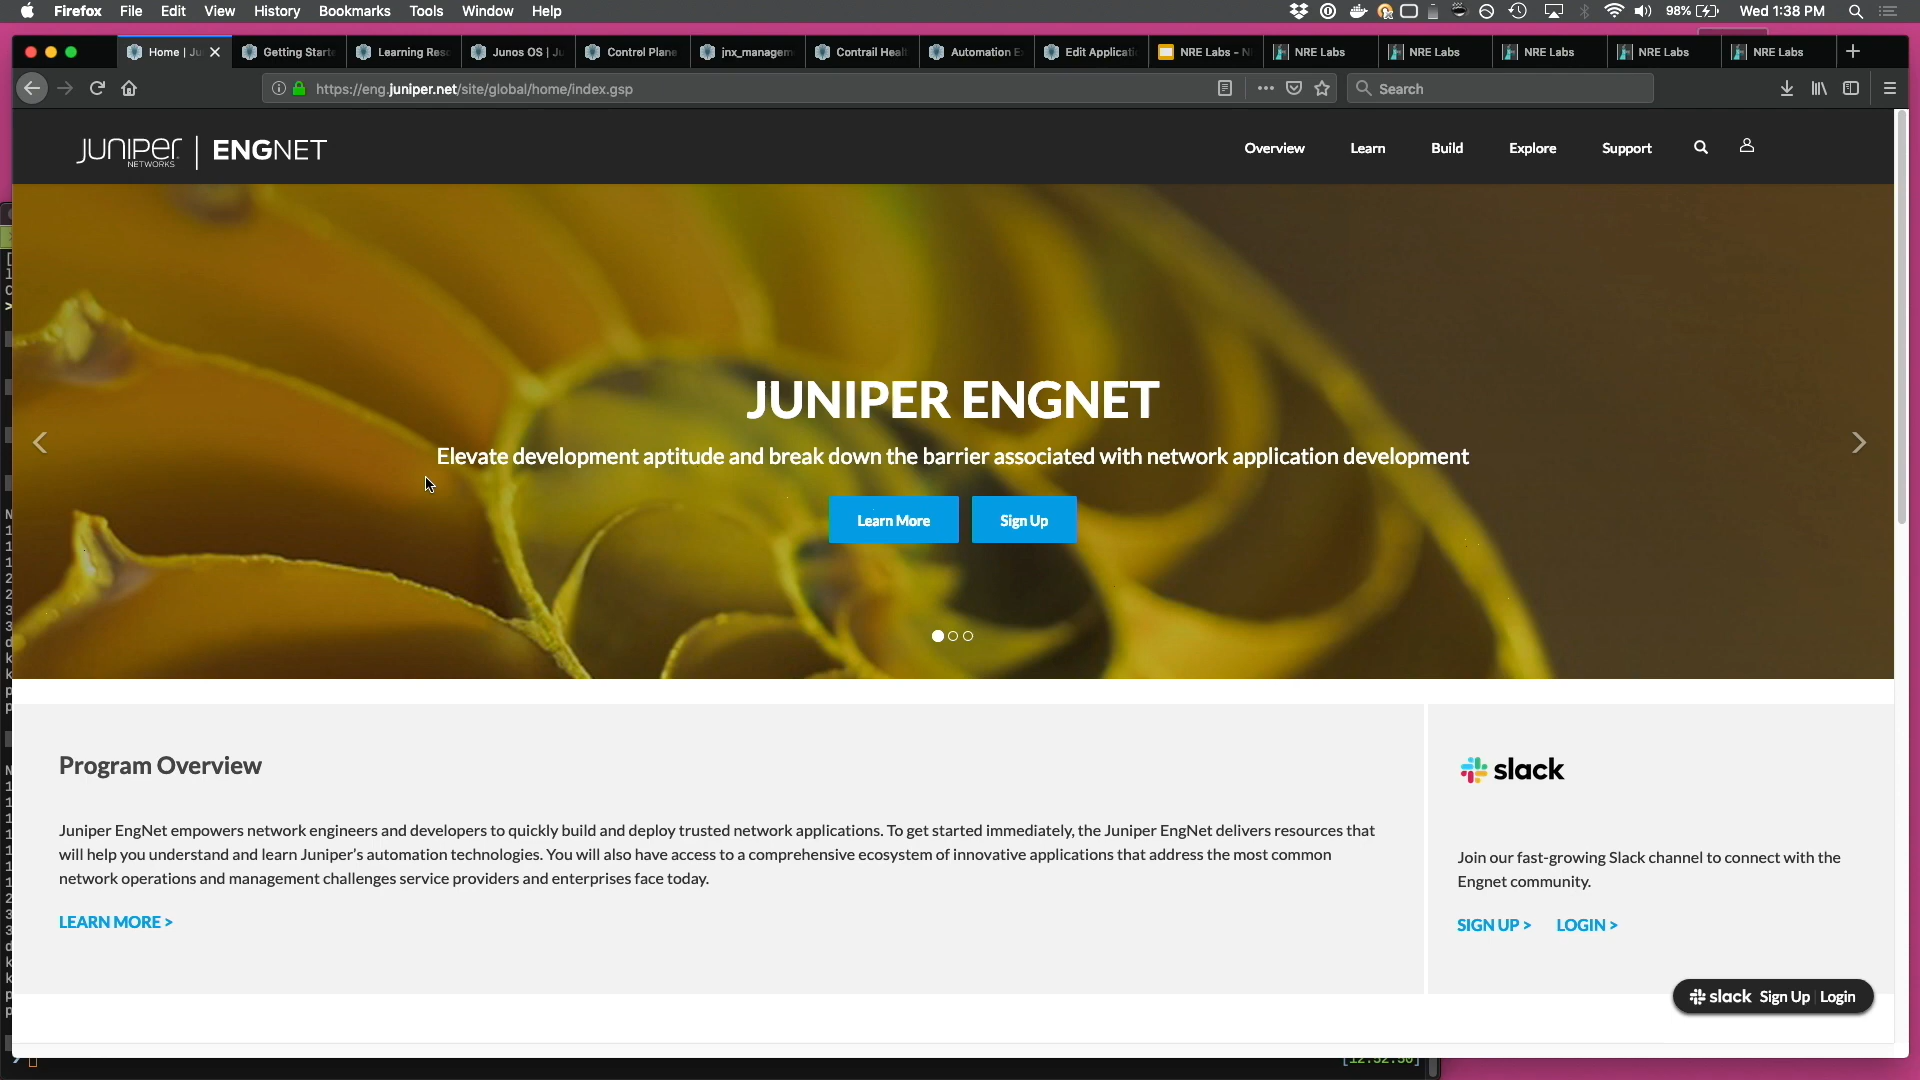 Firefox File Edit View History Bookmarks Tools Window Help 98% Wed 1:38 PM
Home | Ju Getting Starte Learning Reso Junos OS | Ju Control Plane jnx_managem Contrail Healt Automation E Edit Applicati NRE Labs - N NRE Labs NRE Labs NRE Labs NRE Labs NRE Labs
https://eng.juniper.net/site/global/home/index.gsp Search
JUNIPER NETWORKS | ENGNET
Overview Learn Build Explore Support
JUNIPER ENGNET
Elevate development aptitude and break down the barrier associated with network application development
Learn More Sign Up
Program Overview
Juniper EngNet empowers network engineers and developers to quickly build and deploy trusted network applications. To get started immediately, the Juniper EngNet delivers resources that
will help you understand and learn Juniper's automation technologies. You will also have access to a comprehensive ecosystem of innovative applications that address the most common
network operations and management challenges service providers and enterprises face today.
LEARN MORE >
slack
Join our fast-growing Slack channel to connect with the
Engnet community.
SIGN UP > LOGIN >
slack Sign Up Login